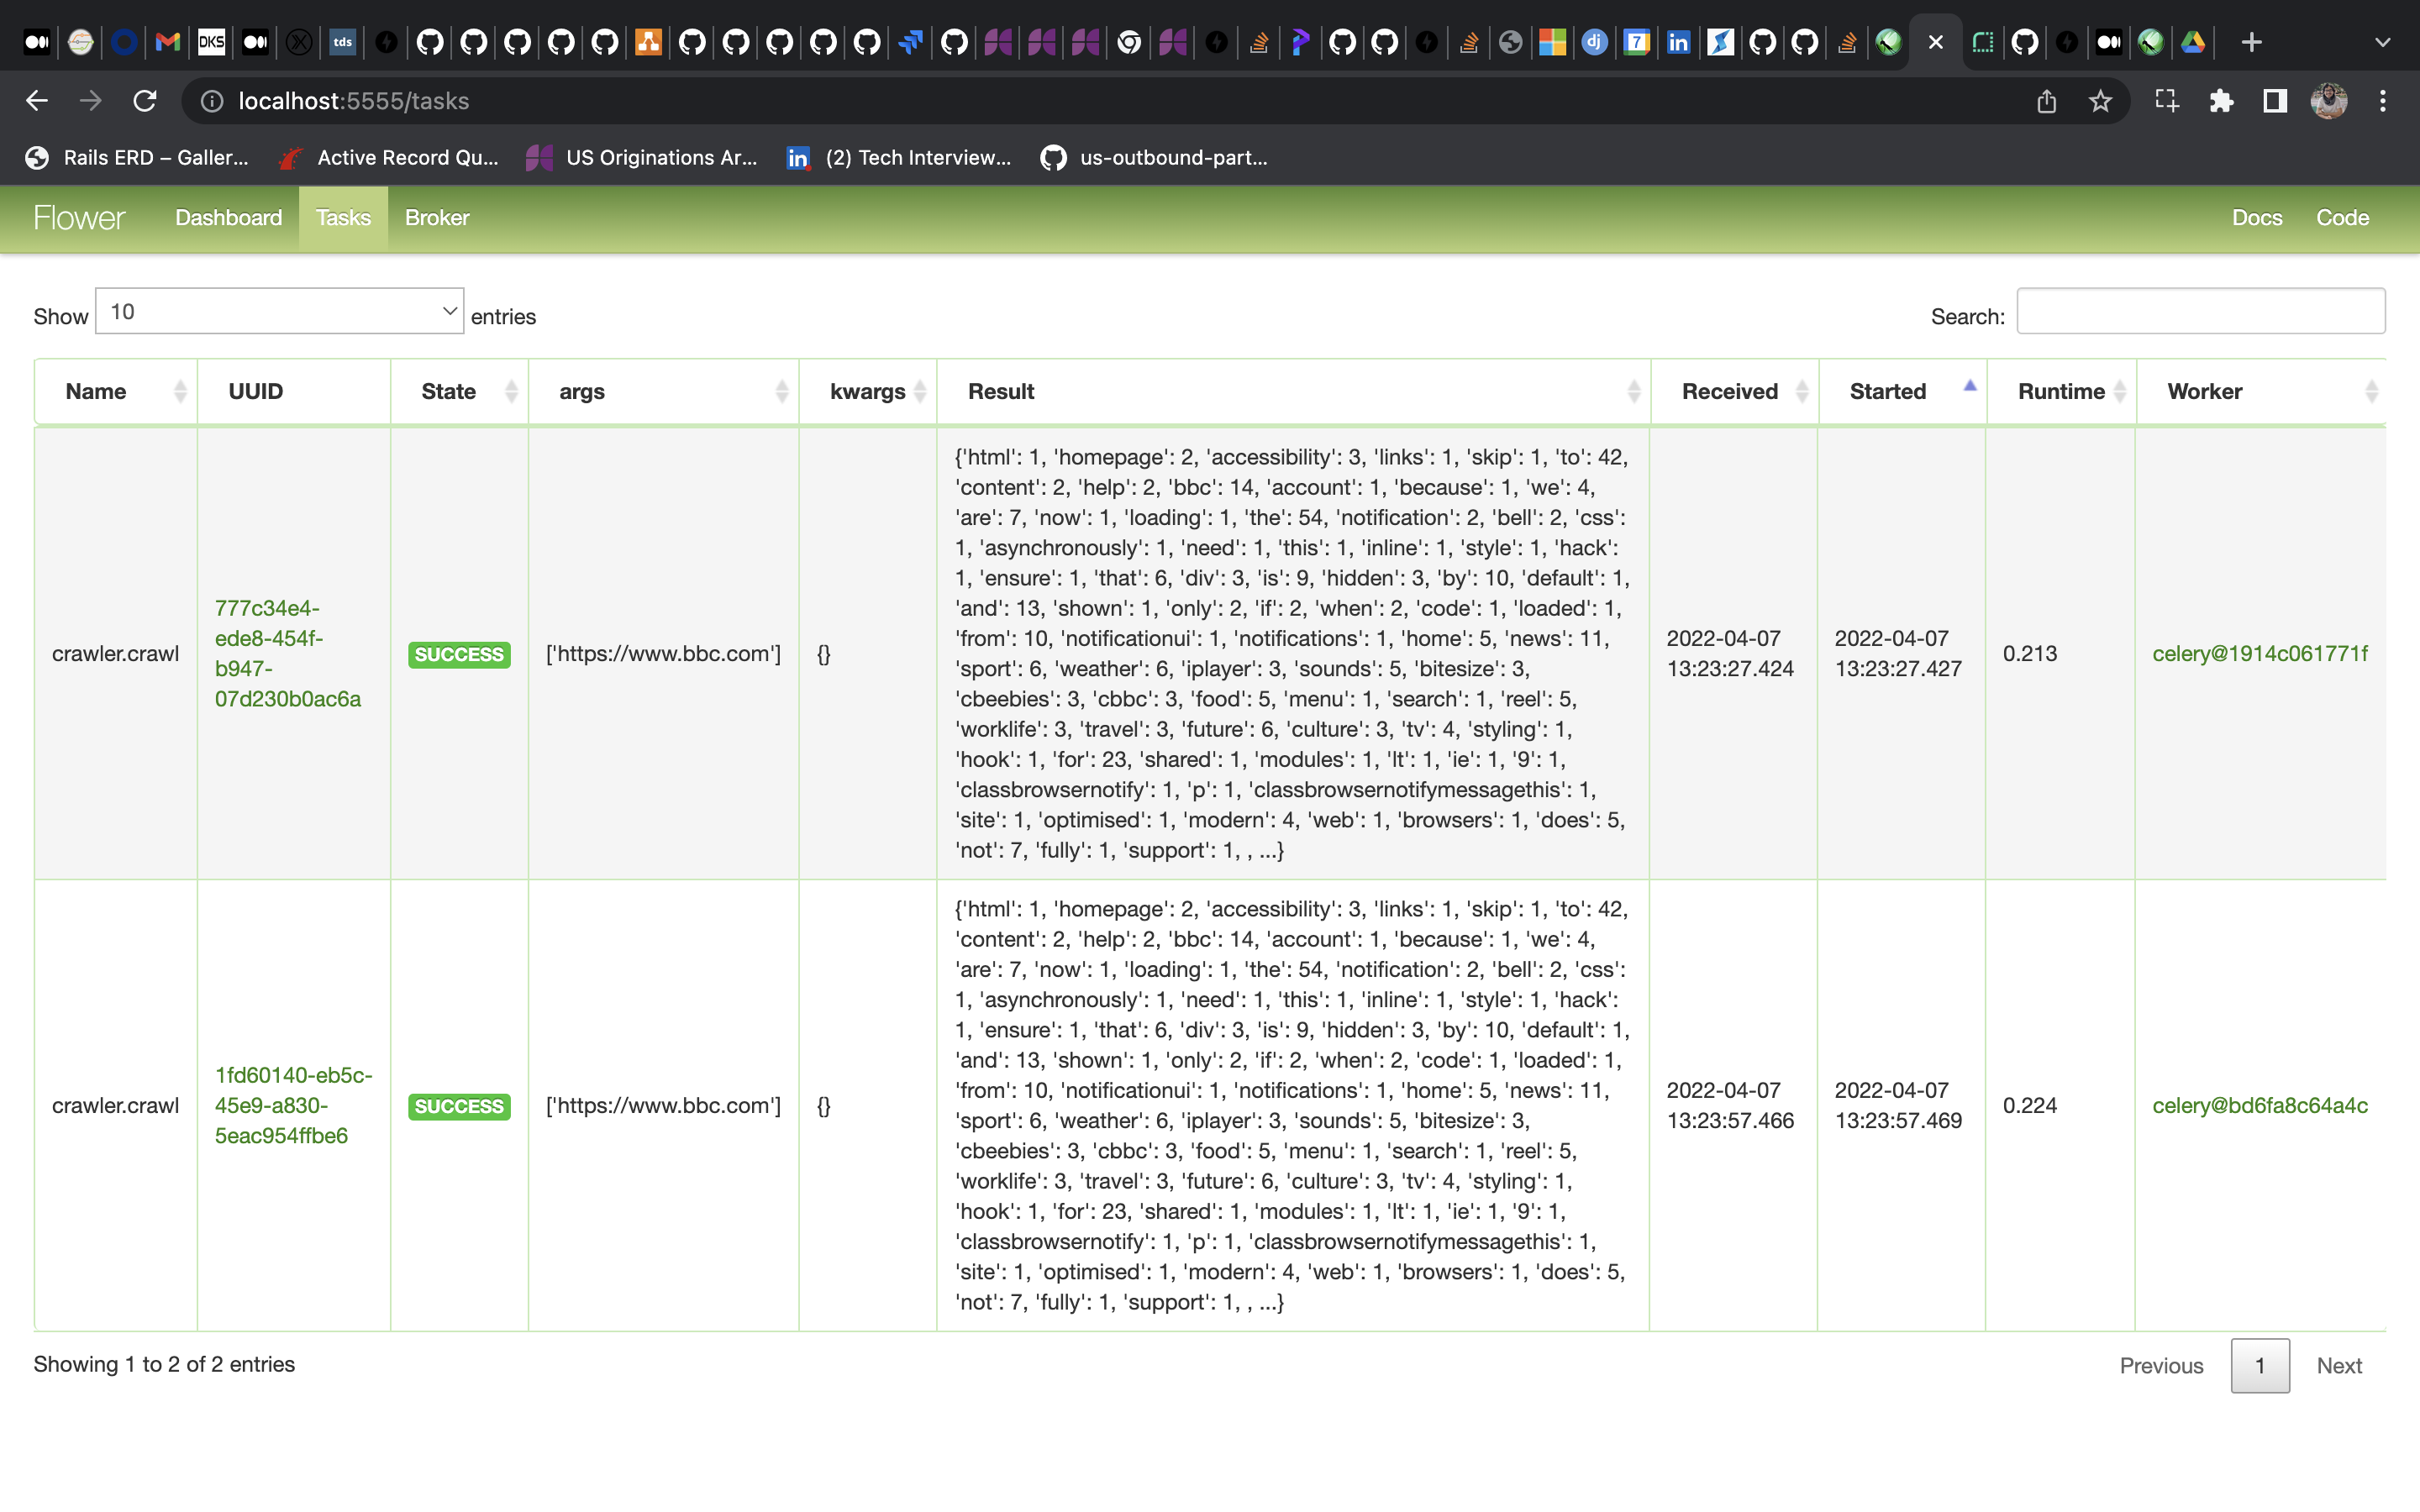 DKS tds dj 7 in
localhost:5555/tasks
Rails ERD – Galler... Active Record Qu... US Originations Ar... in (2) Tech Interview... us-outbound-part...
Flower Dashboard Tasks Broker Docs Code
Show 10 entries Search:
Name UUID State args kwargs Result Received Started Runtime Worker
{'html': 1, 'homepage': 2, 'accessibility': 3, 'links': 1, 'skip': 1, 'to': 42,
'content': 2, 'help': 2, 'bbc': 14, 'account': 1, 'because': 1, 'we': 4,
'are': 7, 'now': 1, 'loading': 1, 'the': 54, 'notification': 2, 'bell': 2, 'css':
1, 'asynchronously': 1, 'need': 1, 'this': 1, 'inline': 1, 'style': 1, 'hack':
1, 'ensure': 1, 'that': 6, 'div': 3, 'is': 9, 'hidden': 3, 'by': 10, 'default': 1,
'and': 13, 'shown': 1, 'only': 2, 'if': 2, 'when': 2, 'code': 1, 'loaded': 1,
'from': 10, 'notificationui': 1, 'notifications': 1, 'home': 5, 'news': 11,
'sport': 6, 'weather': 6, 'iplayer': 3, 'sounds': 5, 'bitesize': 3,
'cbeebies': 3, 'cbbc': 3, 'food': 5, 'menu': 1, 'search': 1, 'reel': 5,
'worklife': 3, 'travel': 3, 'future': 6, 'culture': 3, 'tv': 4, 'styling': 1,
'hook': 1, 'for': 23, 'shared': 1, 'modules': 1, 'lt': 1, 'ie': 1, '9': 1,
'classbrowsernotify': 1, 'p': 1, 'classbrowsernotifymessagethis': 1,
'site': 1, 'optimised': 1, 'modern': 4, 'web': 1, 'browsers': 1, 'does': 5,
'not': 7, 'fully': 1, 'support': 1, , ...}
crawler.crawl
777c34e4-
ede8-454f-
b947-
07d230b0ac6a
SUCCESS
['https://www.bbc.com']
{}
2022-04-07
13:23:27.424
2022-04-07
13:23:27.427
0.213
celery@1914c061771f
{'html': 1, 'homepage': 2, 'accessibility': 3, 'links': 1, 'skip': 1, 'to': 42,
'content': 2, 'help': 2, 'bbc': 14, 'account': 1, 'because': 1, 'we': 4,
'are': 7, 'now': 1, 'loading': 1, 'the': 54, 'notification': 2, 'bell': 2, 'css':
1, 'asynchronously': 1, 'need': 1, 'this': 1, 'inline': 1, 'style': 1, 'hack':
1, 'ensure': 1, 'that': 6, 'div': 3, 'is': 9, 'hidden': 3, 'by': 10, 'default': 1,
'and': 13, 'shown': 1, 'only': 2, 'if': 2, 'when': 2, 'code': 1, 'loaded': 1,
'from': 10, 'notificationui': 1, 'notifications': 1, 'home': 5, 'news': 11,
'sport': 6, 'weather': 6, 'iplayer': 3, 'sounds': 5, 'bitesize': 3,
'cbeebies': 3, 'cbbc': 3, 'food': 5, 'menu': 1, 'search': 1, 'reel': 5,
'worklife': 3, 'travel': 3, 'future': 6, 'culture': 3, 'tv': 4, 'styling': 1,
'hook': 1, 'for': 23, 'shared': 1, 'modules': 1, 'lt': 1, 'ie': 1, '9': 1,
'classbrowsernotify': 1, 'p': 1, 'classbrowsernotifymessagethis': 1,
'site': 1, 'optimised': 1, 'modern': 4, 'web': 1, 'browsers': 1, 'does': 5,
'not': 7, 'fully': 1, 'support': 1, , ...}
crawler.crawl
1fd60140-eb5c-
45e9-a830-
5eac954ffbe6
SUCCESS
['https://www.bbc.com']
{}
2022-04-07
13:23:57.466
2022-04-07
13:23:57.469
0.224
celery@bd6fa8c64a4c
Showing 1 to 2 of 2 entries Previous 1 Next